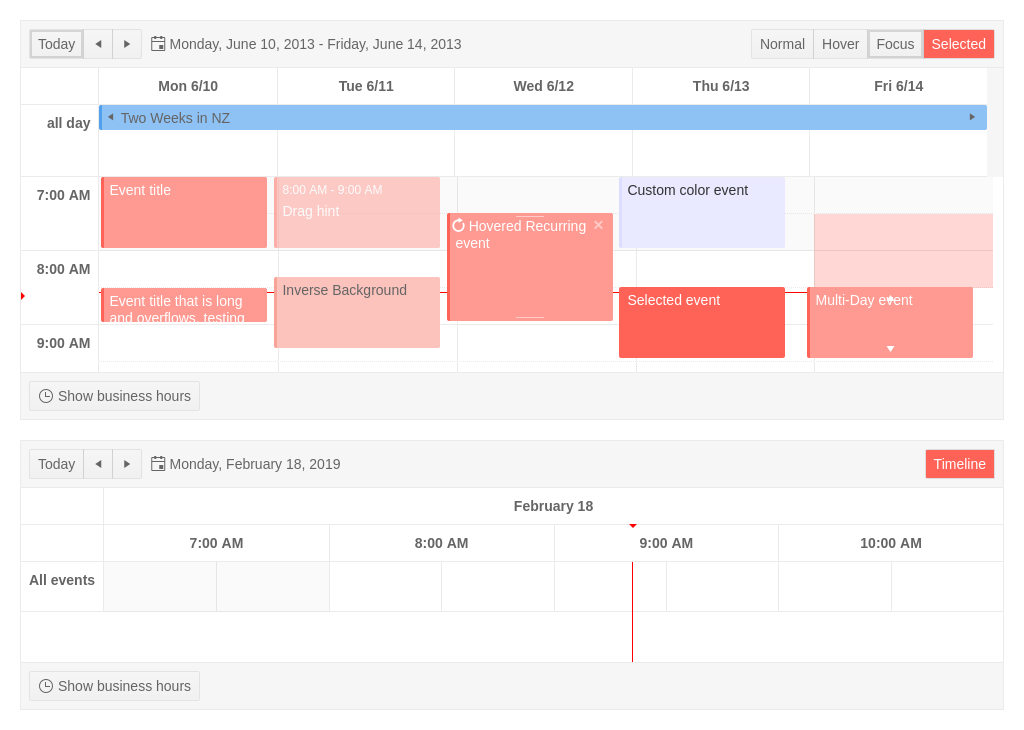 Today Monday, June 10, 2013 - Friday, June 14, 2013 Normal Hover Focus Selected
Mon 6/10 Tue 6/11 Wed 6/12 Thu 6/13 Fri 6/14
all day Two Weeks in NZ
7:00 AM Event title 8:00 AM - 9:00 AM Custom color event
Drag hint
Hovered Recurring
event
8:00 AM
Inverse Background
Event title that is long Selected event Multi-Day event
and overflows, testing
9:00 AM
Show business hours
Today Monday, February 18, 2019 Timeline
February 18
7:00 AM 8:00 AM 9:00 AM 10:00 AM
All events
Show business hours